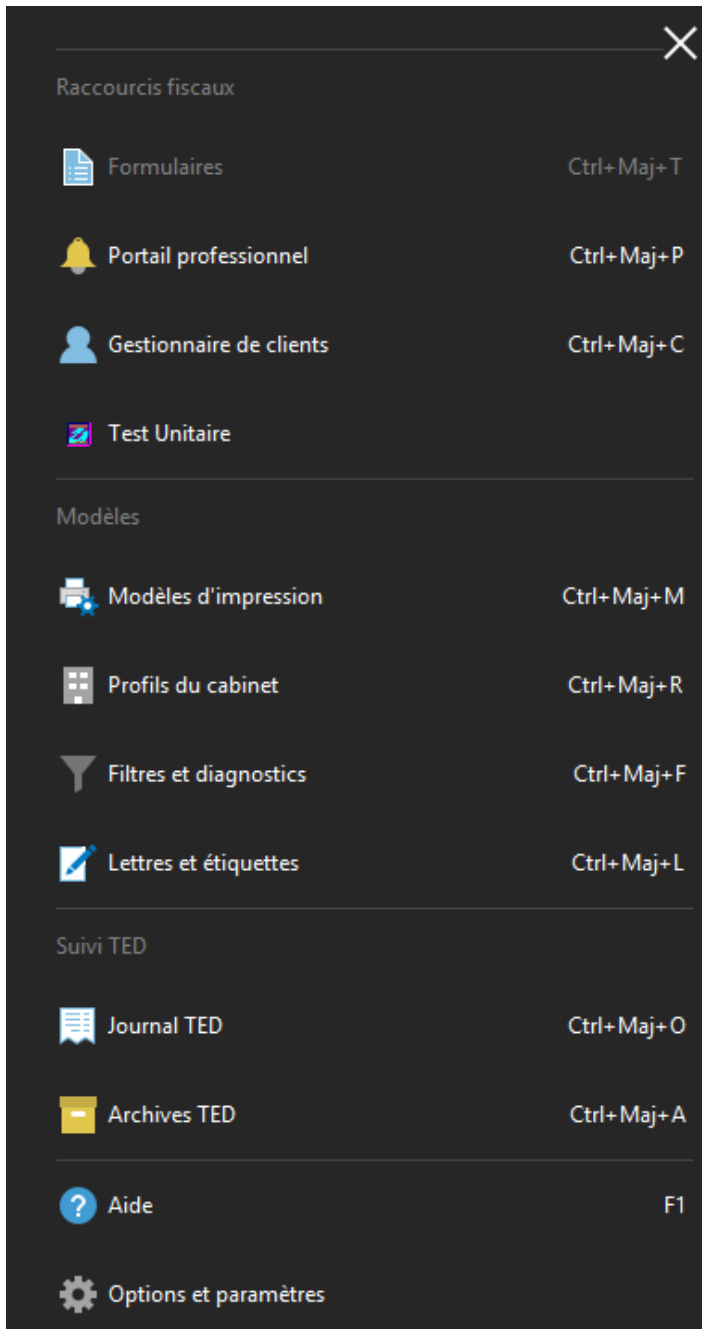 Raccourcis fiscaux
Formulaires Ctrl+Maj+T
Portail professionnel Ctrl+Maj+P
Gestionnaire de clients Ctrl+Maj+C
Test Unitaire
Modèles
Modèles d'impression Ctrl+Maj+M
Profils du cabinet Ctrl+Maj+R
Filtres et diagnostics Ctrl+Maj+F
Lettres et étiquettes Ctrl+Maj+L
Suivi TED
Journal TED Ctrl+Maj+O
Archives TED Ctrl+Maj+A
Aide F1
Options et paramètres